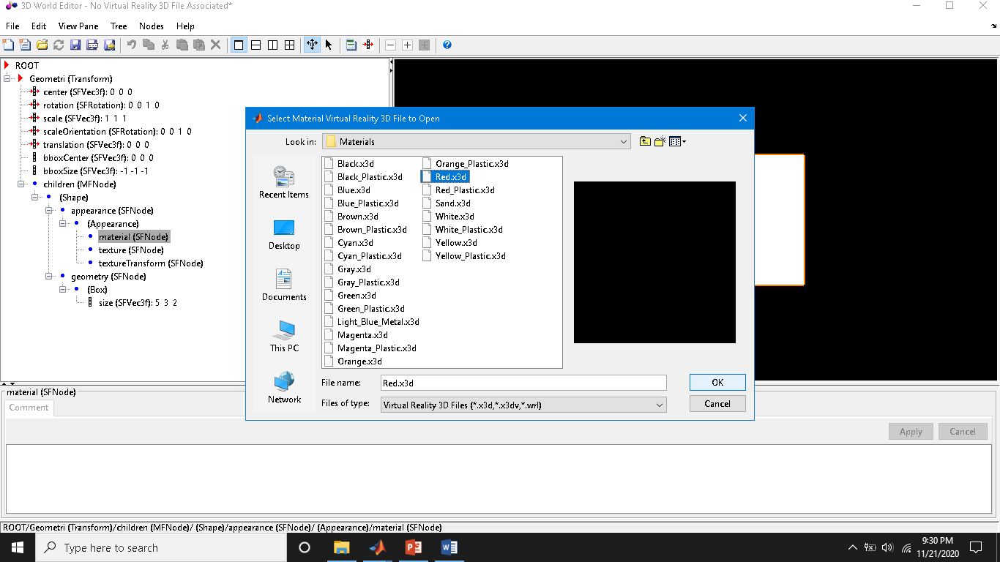 3D World Editor - No Virtual Reality 3D File Associated*
File Edit View Pane Tree Nodes Help
ROOT
Geometri (Transform)
center (SFVec3f): 0 0 0
rotation (SFRotation): 0 0 1 0
scale (SFVec3f): 1 1 1
scaleOrientation (SFRotation): 0 0 1 0
translation (SFVec3f): 0 0 0
bboxCenter (SFVec3f): 0 0 0
bboxSize (SFVec3f): -1 -1 -1
children (MFNode)
(Shape)
appearance (SFNode)
(Appearance)
material (SFNode)
texture (SFNode)
textureTransform (SFNode)
geometry (SFNode)
(Box)
size (SFVec3f): 5 3 2
Select Material Virtual Reality 3D File to Open
Look in: Materials
Recent Items
Desktop
Documents
This PC
Network
Black.x3d
Black_Plastic.x3d
Blue.x3d
Blue_Plastic.x3d
Brown.x3d
Brown_Plastic.x3d
Cyan.x3d
Cyan_Plastic.x3d
Gray.x3d
Gray_Plastic.x3d
Green.x3d
Green_Plastic.x3d
Light_Blue_Metal.x3d
Magenta.x3d
Magenta_Plastic.x3d
Orange.x3d
Orange_Plastic.x3d
Red.x3d
Red_Plastic.x3d
Sand.x3d
White.x3d
White_Plastic.x3d
Yellow.x3d
Yellow_Plastic.x3d
File name: Red.x3d
OK
Files of type: Virtual Reality 3D Files (*.x3d,*.x3dv,*.wrl)
Cancel
material (SFNode)
Comment
Apply Cancel
ROOT/Geometri (Transform)/children (MFNode)/ (Shape)/appearance (SFNode)/ (Appearance)/material (SFNode)
Type here to search
9:30 PM
11/21/2020